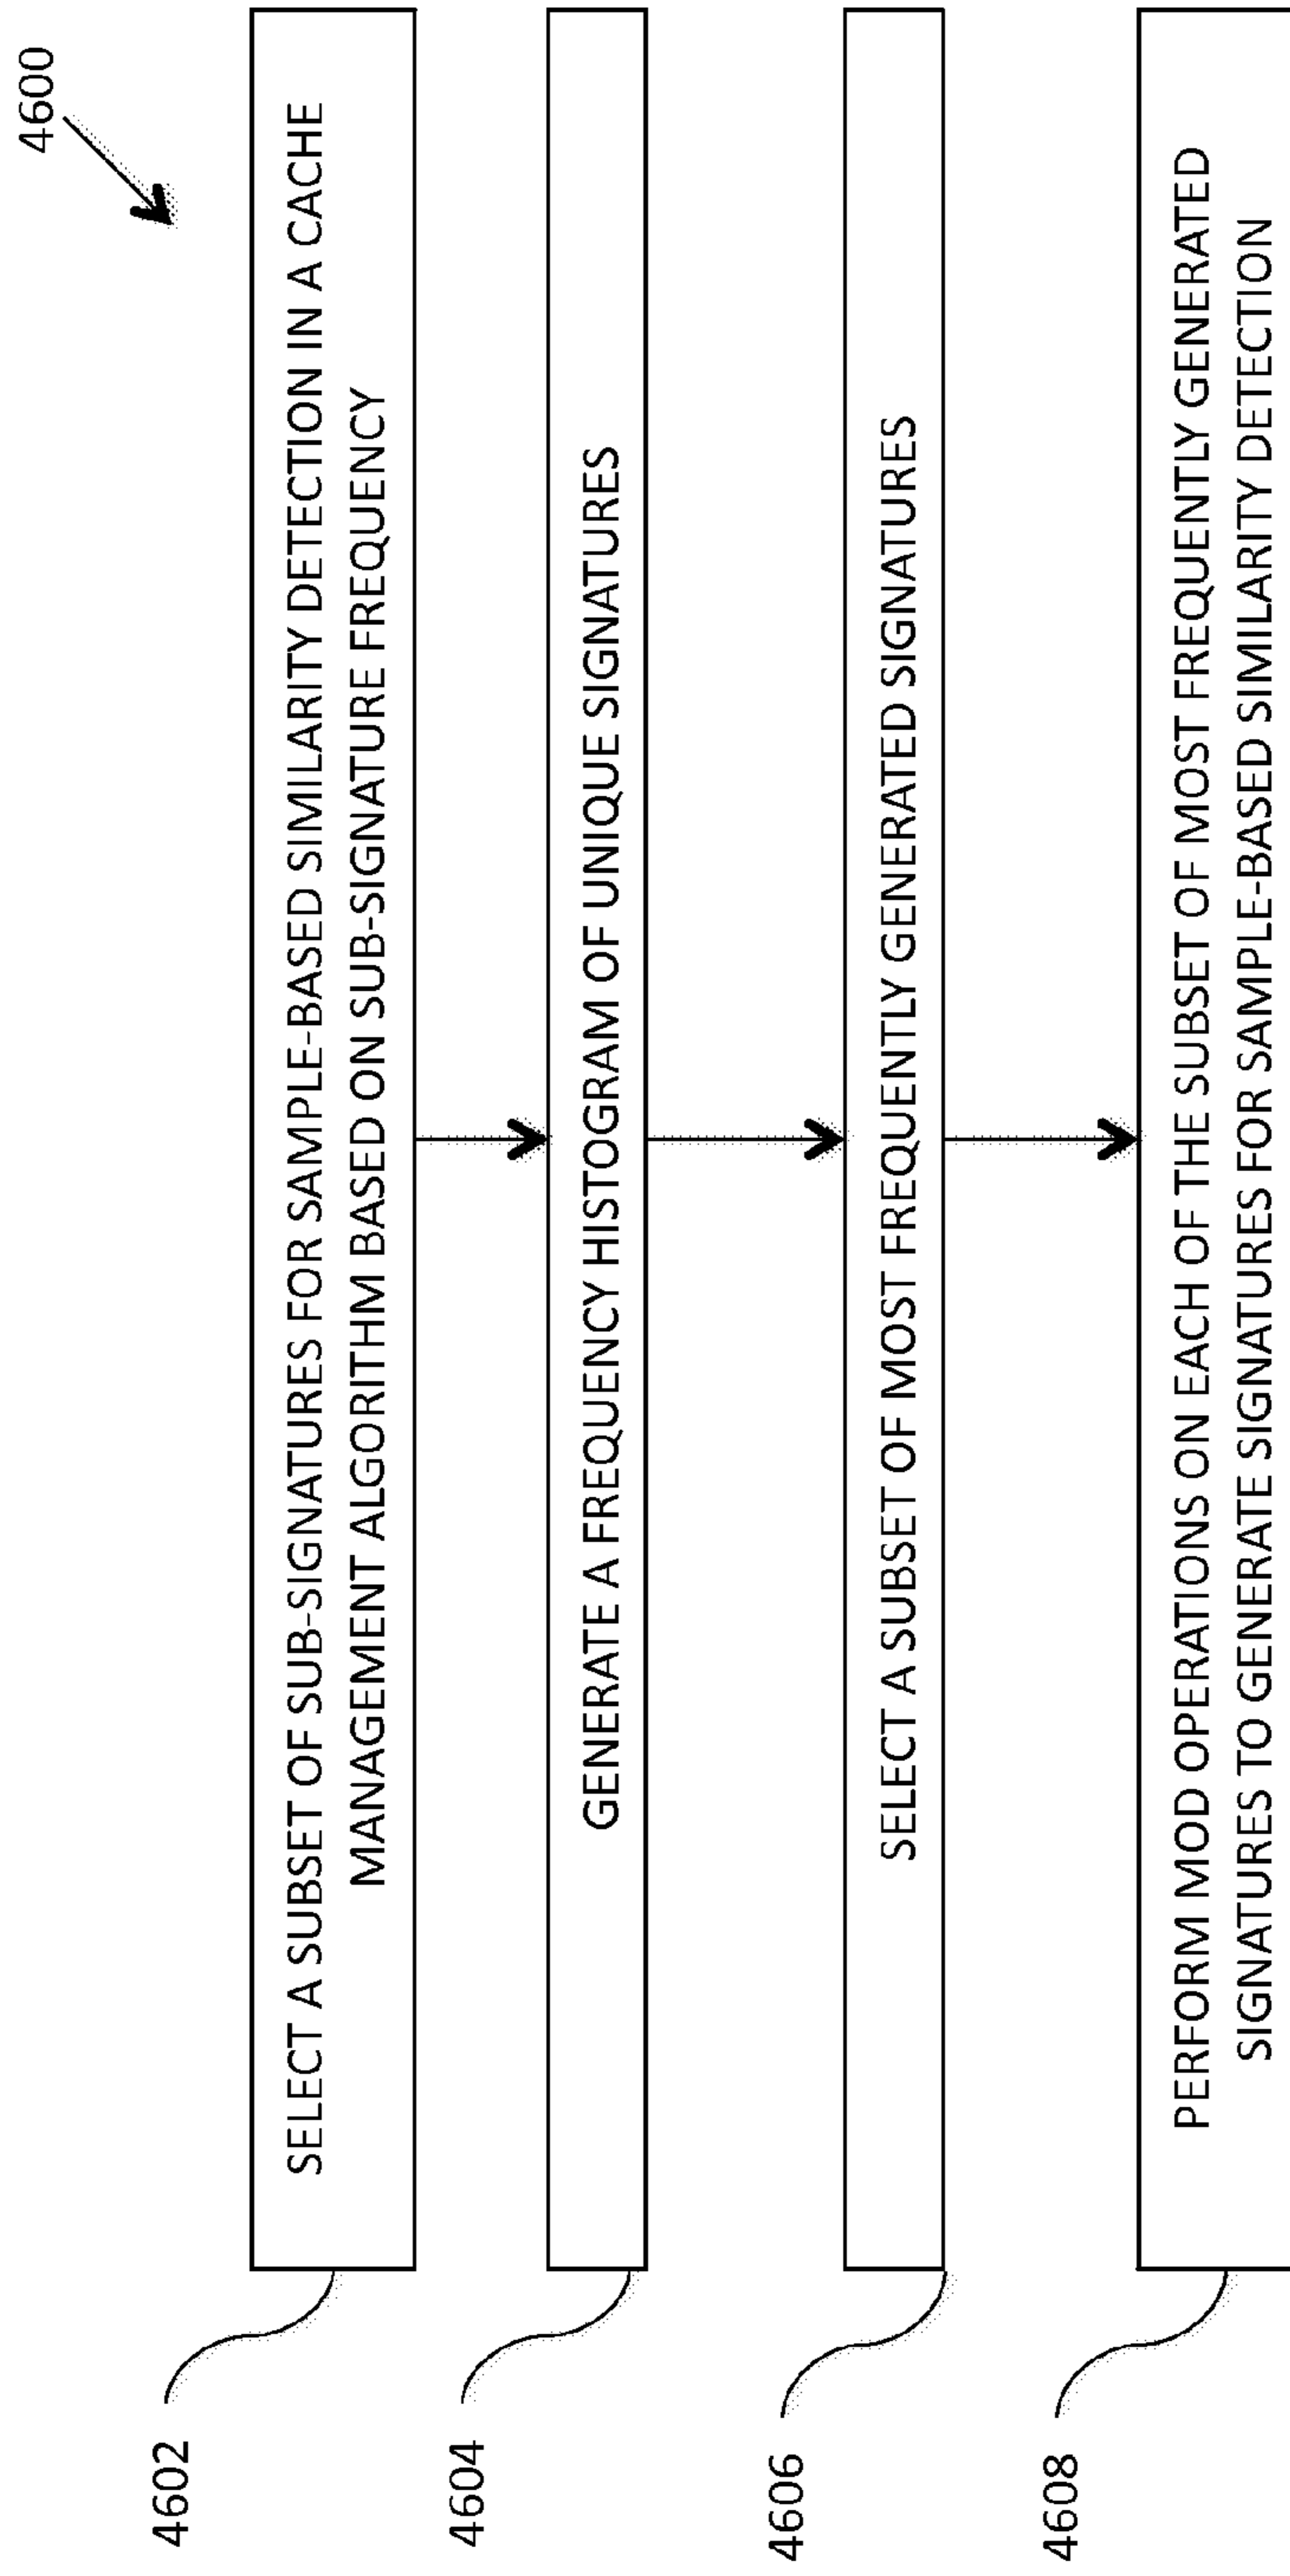 4600
4602
SELECT A SUBSET OF SUB-SIGNATURES FOR SAMPLE-BASED SIMILARITY DETECTION IN A CACHE
MANAGEMENT ALGORITHM BASED ON SUB-SIGNATURE FREQUENCY
4604
GENERATE A FREQUENCY HISTOGRAM OF UNIQUE SIGNATURES
4606
SELECT A SUBSET OF MOST FREQUENTLY GENERATED SIGNATURES
4608
PERFORM MOD OPERATIONS ON EACH OF THE SUBSET OF MOST FREQUENTLY GENERATED
SIGNATURES TO GENERATE SIGNATURES FOR SAMPLE-BASED SIMILARITY DETECTION